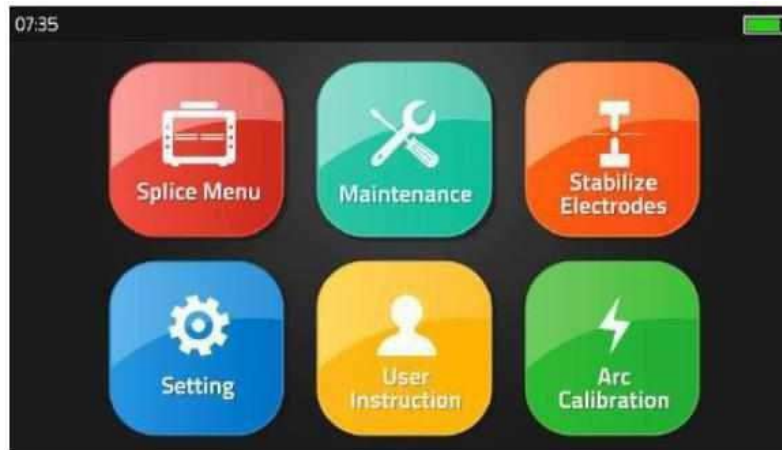 07:35
Splice Menu
Maintenance
Stabilize
Electrodes
Setting
User
Instruction
Arc
Calibration